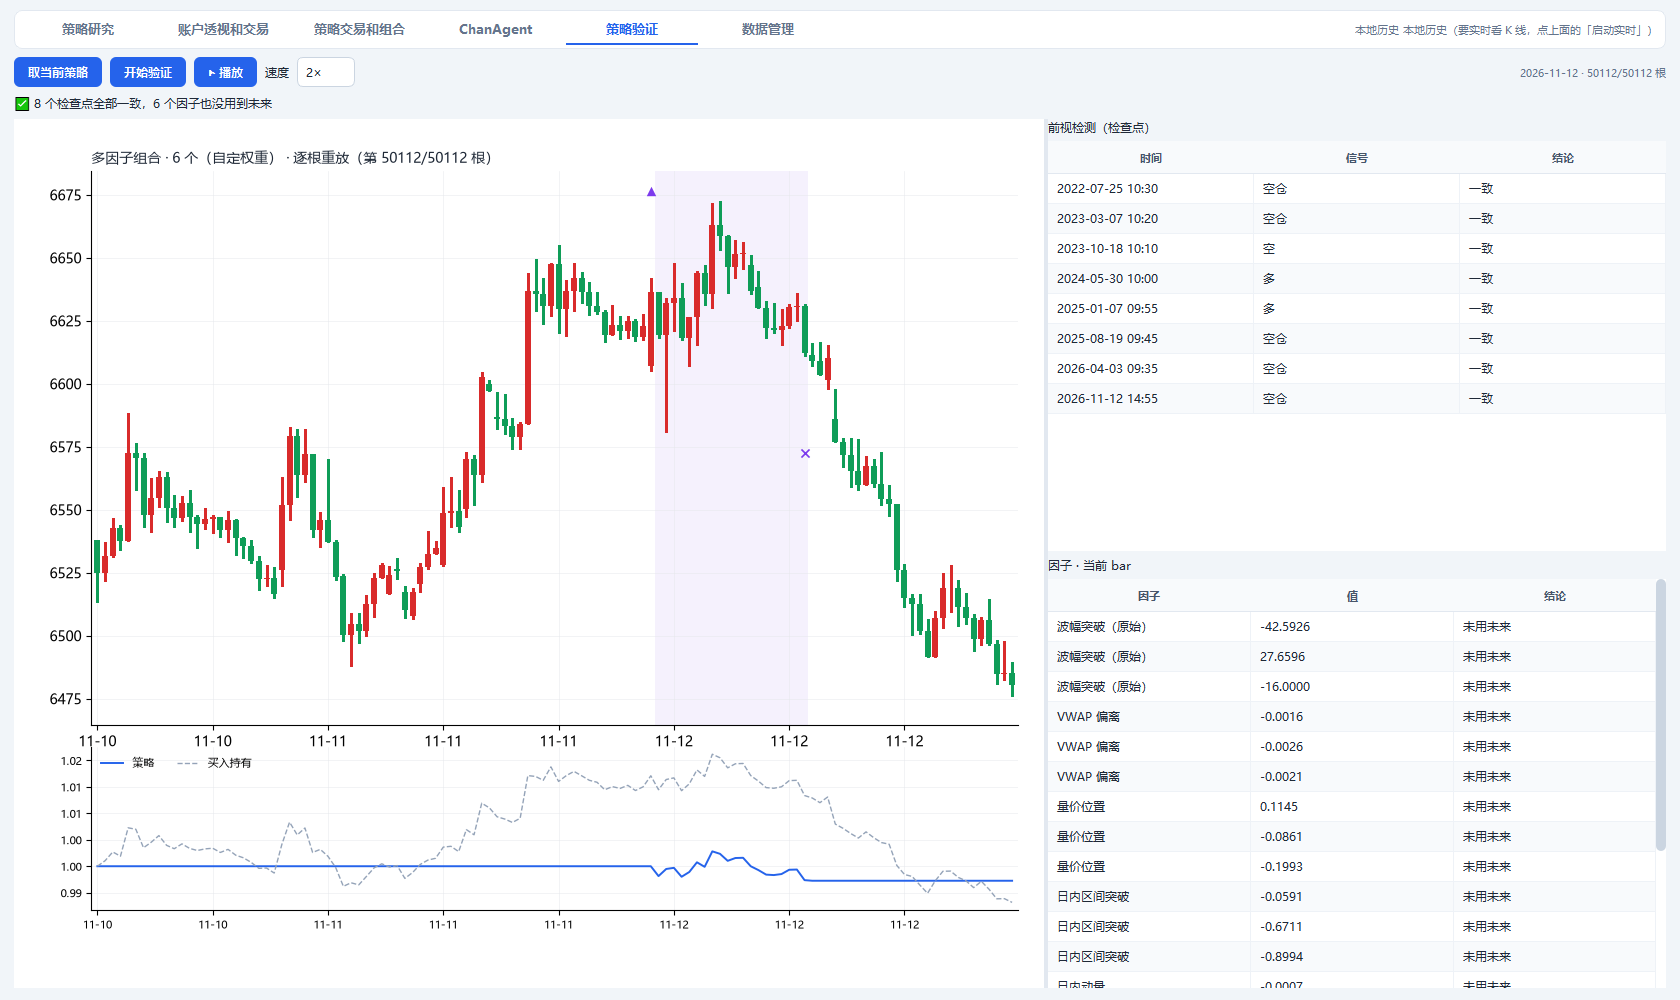 策略研究 账户透视和交易 策略交易和组合 ChanAgent 策略验证 数据管理 本地历史 本地历史（要实时看 K 线，点上面的「启动实时」）
取当前策略 开始验证 播放 速度 2× 2026-11-12 · 50112/50112 根
8 个检查点全部一致，6 个因子也没用到未来
多因子组合 · 6 个（自定权重） · 逐根重放（第 50112/50112 根）
6675
6650
6625
6600
6575
6550
6525
6500
6475
11-10 11-10 11-11 11-11 11-11 11-12 11-12 11-12
策略 买入持有
1.02
1.01
1.01
1.00
1.00
0.99
11-10 11-10 11-11 11-11 11-11 11-12 11-12 11-12
前视检测（检查点）
时间 信号 结论
2022-07-25 10:30 空仓 一致
2023-03-07 10:20 空仓 一致
2023-10-18 10:10 空 一致
2024-05-30 10:00 多 一致
2025-01-07 09:55 多 一致
2025-08-19 09:45 空仓 一致
2026-04-03 09:35 空仓 一致
2026-11-12 14:55 空仓 一致
因子 · 当前 bar
因子 值 结论
波幅突破（原始） -42.5926 未用未来
波幅突破（原始） 27.6596 未用未来
波幅突破（原始） -16.0000 未用未来
VWAP 偏离 -0.0016 未用未来
VWAP 偏离 -0.0026 未用未来
VWAP 偏离 -0.0021 未用未来
量价位置 0.1145 未用未来
量价位置 -0.0861 未用未来
量价位置 -0.1993 未用未来
日内区间突破 -0.0591 未用未来
日内区间突破 -0.6711 未用未来
日内区间突破 -0.8994 未用未来
日内动量 -0.0007 未用未来